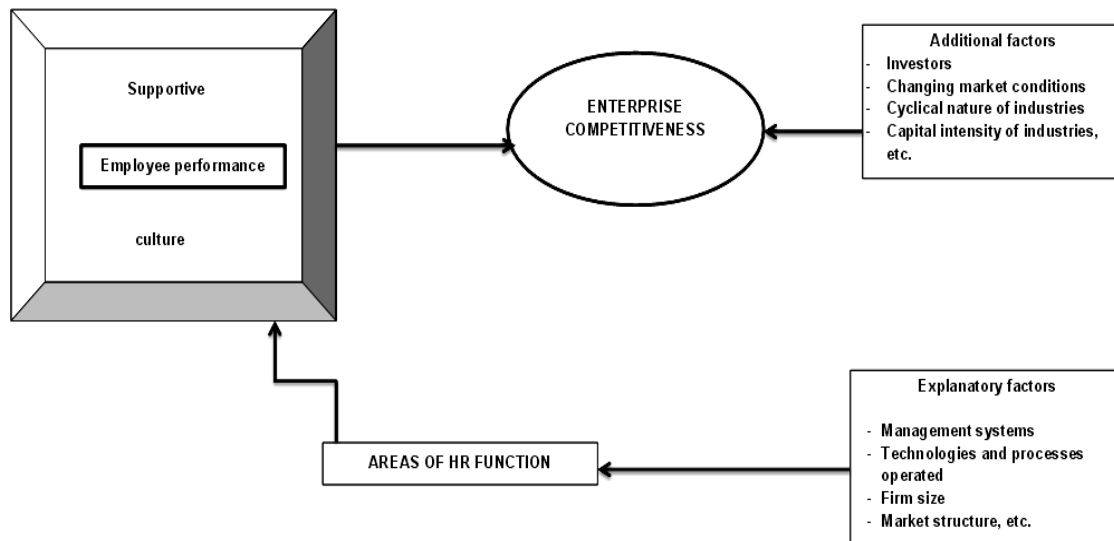 Supportive
Employee performance
culture
ENTERPRISE
COMPETITIVENESS
Additional factors
- Investors
- Changing market conditions
- Cyclical nature of industries
- Capital intensity of industries,
etc.
AREAS OF HR FUNCTION
Explanatory factors
- Management systems
- Technologies and processes
operated
- Firm size
- Market structure, etc.